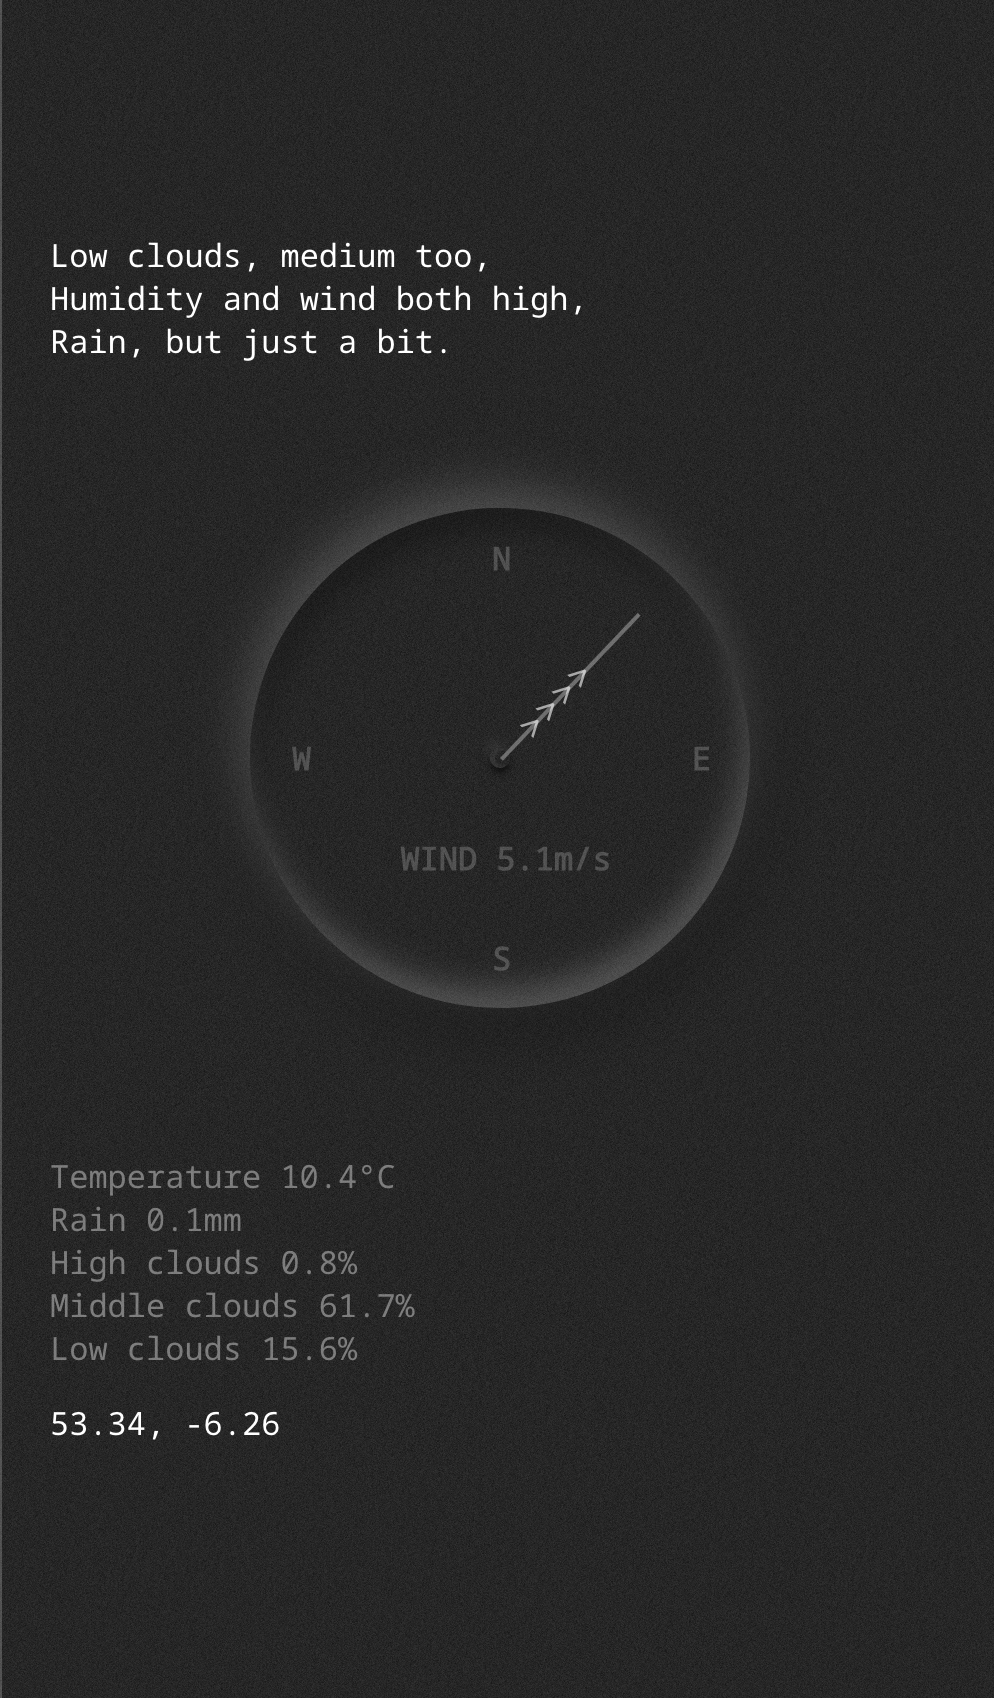 Low clouds, medium too,
Humidity and wind both high,
Rain, but just a bit.
N
W
E
WIND 5.1m/s
S
Temperature 10.4°C
Rain 0.1mm
High clouds 0.8%
Middle clouds 61.7%
Low clouds 15.6%
53.34, -6.26